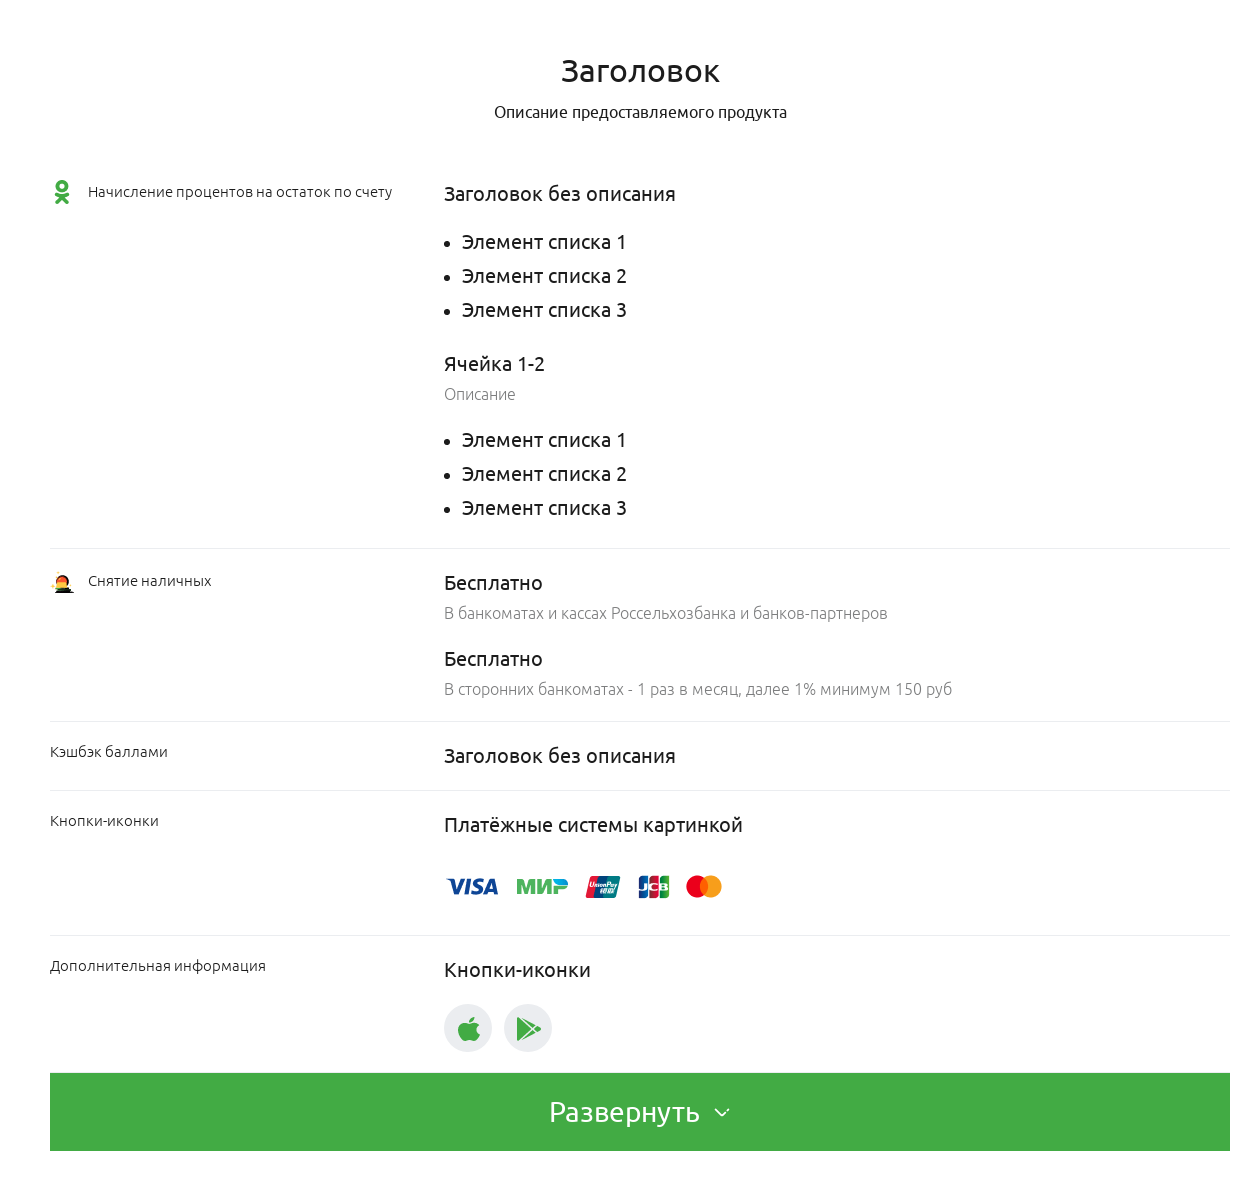 Заголовок
Описание предоставляемого продукта
Начисление процентов на остаток по счету
Заголовок без описания
Элемент списка 1
Элемент списка 2
Элемент списка 3
Ячейка 1-2
Описание
Элемент списка 1
Элемент списка 2
Элемент списка 3
Снятие наличных
Бесплатно
В банкоматах и кассах Россельхозбанка и банков-партнеров
Бесплатно
В сторонних банкоматах - 1 раз в месяц, далее 1% минимум 150 руб
Кэшбэк баллами
Заголовок без описания
Кнопки-иконки
Платёжные системы картинкой
VISA МИР UnionPay 银联 JCB
Дополнительная информация
Кнопки-иконки
Развернуть